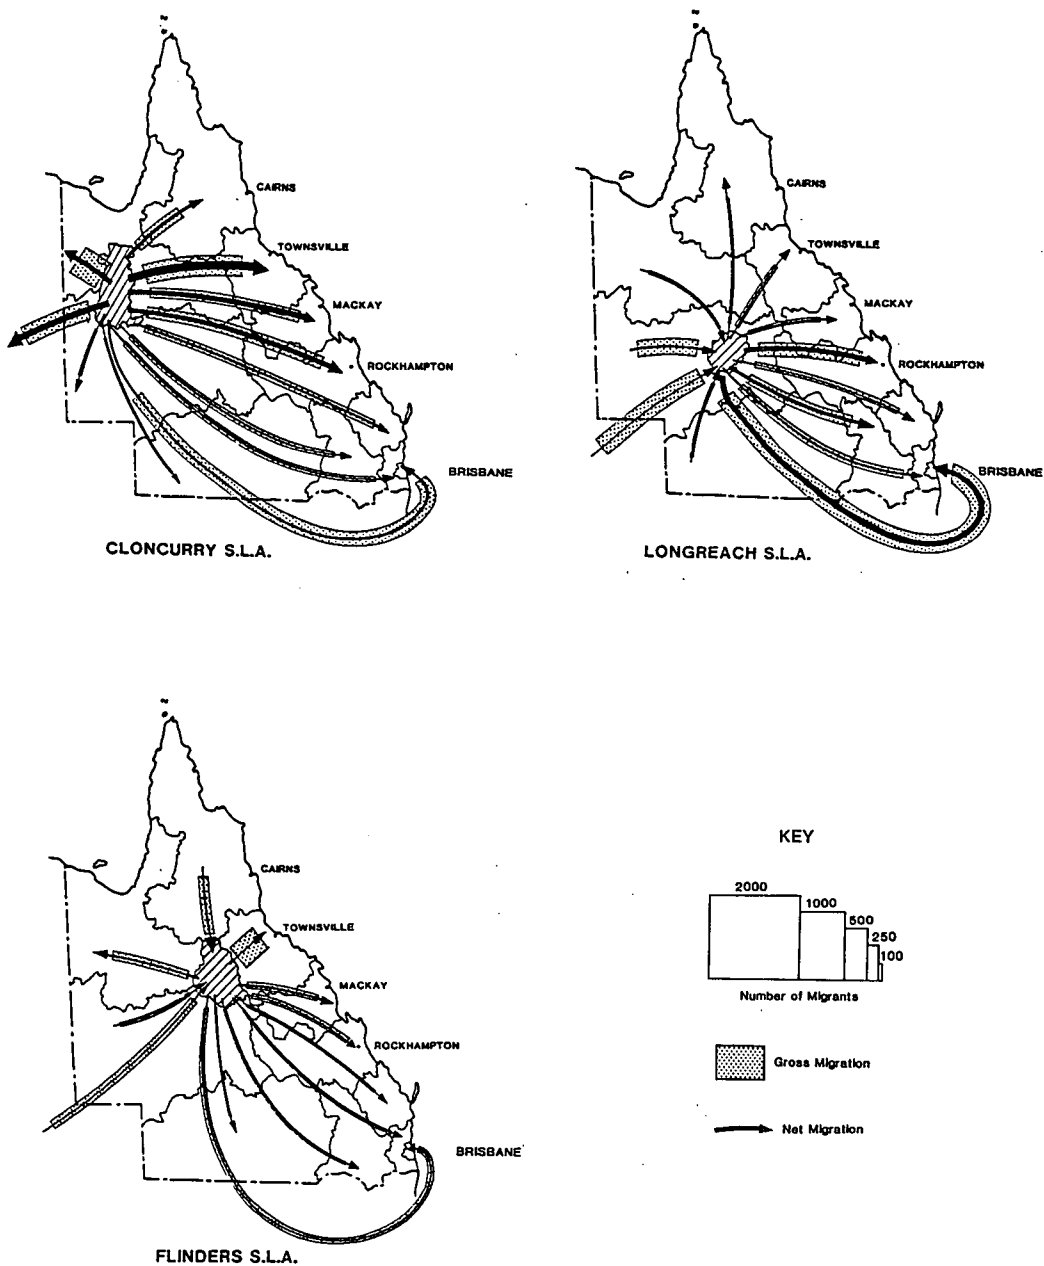 CAIRNS
TOWNSVILLE
MACKAY
ROCKHAMPTON
BRISBANE
CLONCURRY S.L.A.
CAIRNS
TOWNSVILLE
MACKAY
ROCKHAMPTON
BRISBANE
LONGREACH S.L.A.
CAIRNS
TOWNSVILLE
MACKAY
ROCKHAMPTON
BRISBANE
FLINDERS S.L.A.
KEY
2000
1000
500
250
100
Number of Migrants
Gross Migration
Net Migration